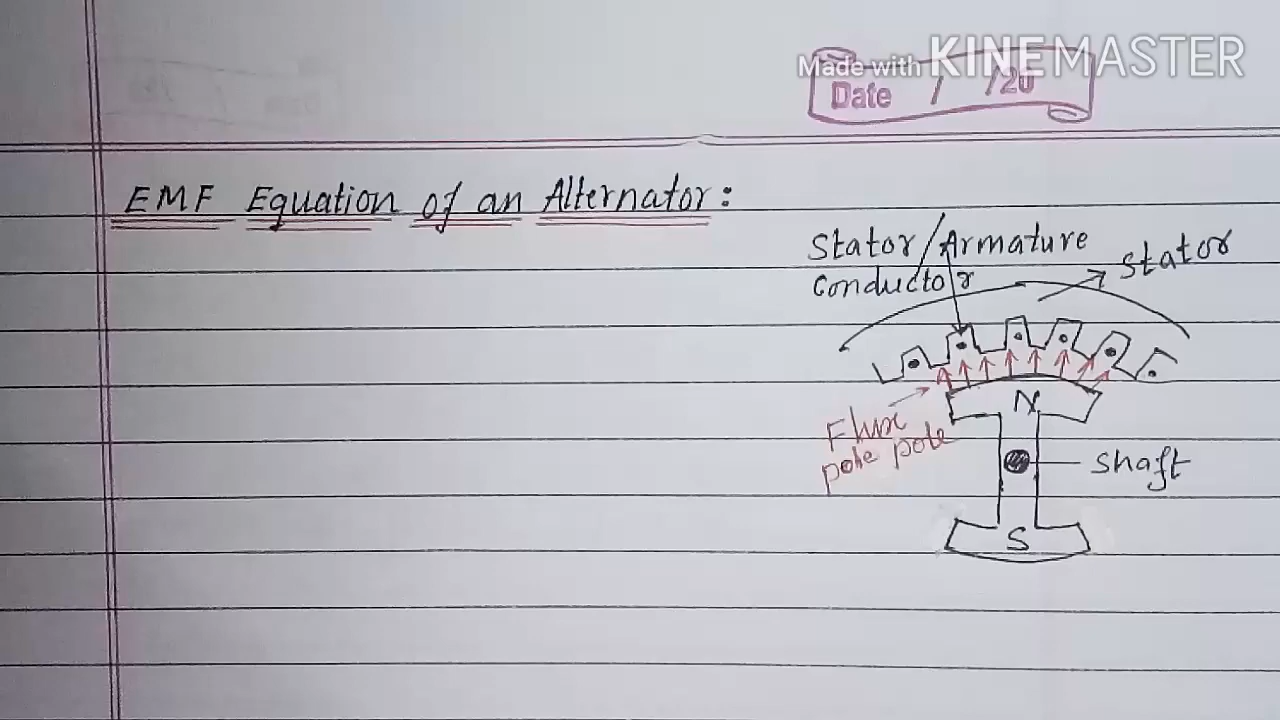 Made with KINEMASTER
Date / /20
EMF Equation of an Alternator:
Stator/Armature
Conductor
Stator
N
Flux
pole pole
Shaft
S